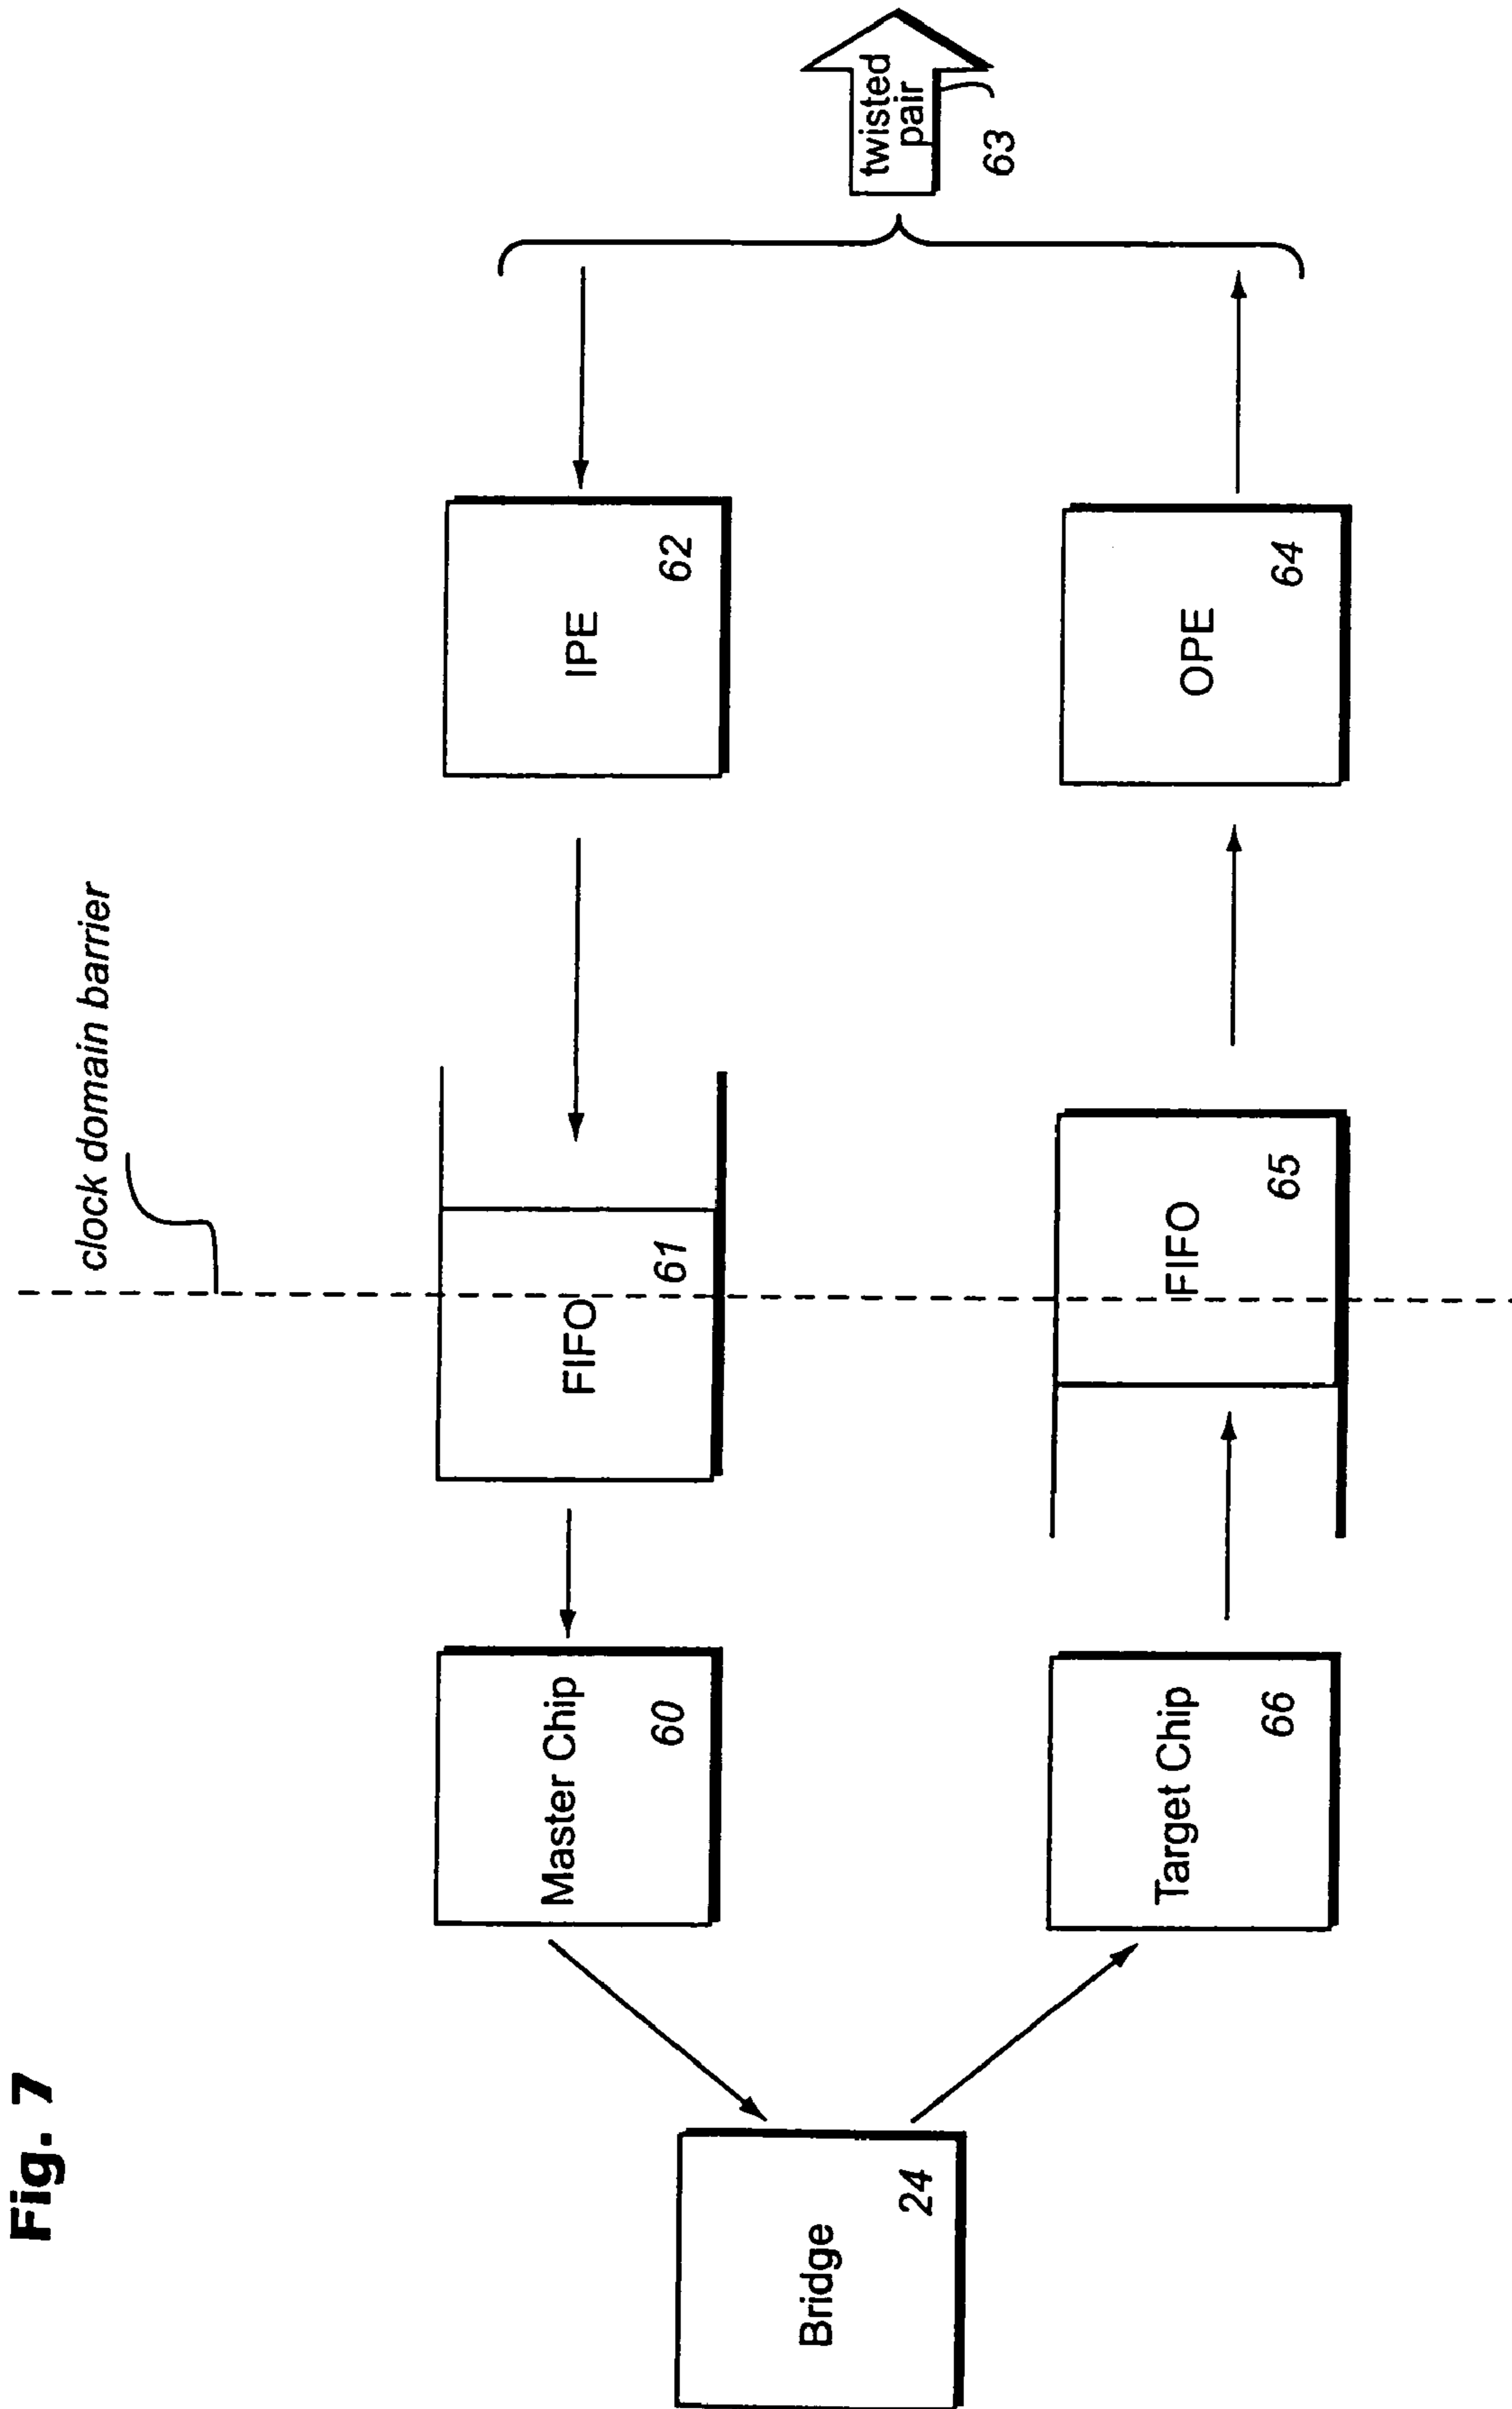 Fig. 7
clock domain barrier
Bridge
24
Master Chip
60
FIFO
61
IPE
62
twisted
pair
63
Target Chip
66
FIFO
65
OPE
64